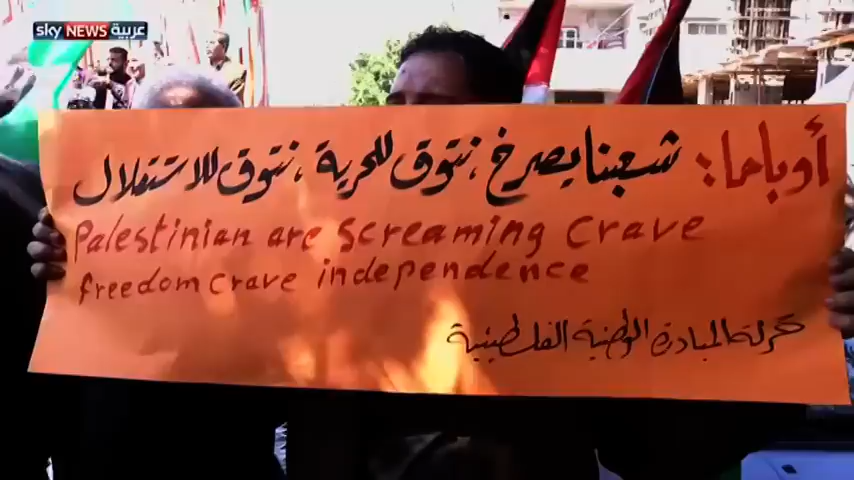 sky NEWS عربية
أوباما: شعبنا يصرخ، نتوق للحرية، نتوق للاستقلال
Palestinian are screaming crave
freedom crave independence
حركة المبادرة الوطنية الفلسطينية